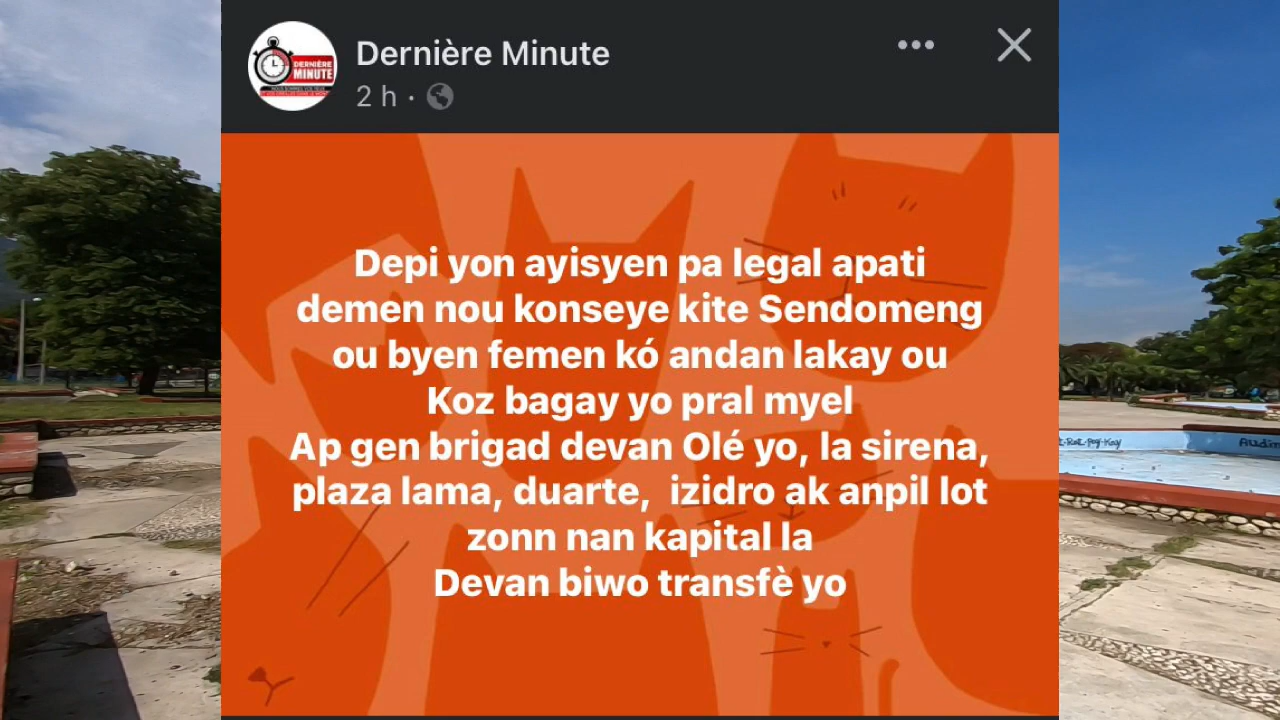 DERNIÈRE
MINUTE
Dernière Minute
2 h ·
Depi yon ayisyen pa legal apati
demen nou konseye kite Sendomeng
ou byen femen kó andan lakay ou
Koz bagay yo pral myel
Ap gen brigad devan Olé yo, la sirena,
plaza lama, duarte, izidro ak anpil lot
zonn nan kapital la
Devan biwo transfè yo